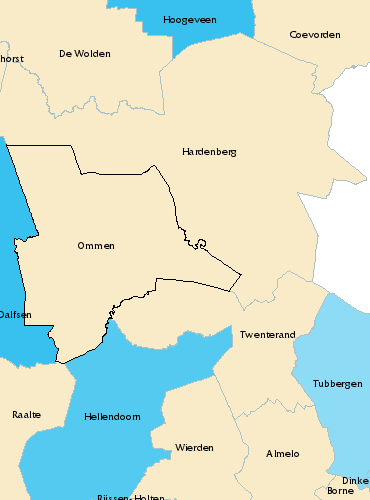 Hoogeveen
Coevorden
De Wolden
horst
Hardenberg
Ommen
Dalfsen
Twenterand
Tubbergen
Raalte
Hellendoorn
Wierden
Almelo
Dinke
Borne
Rijssen-Holten